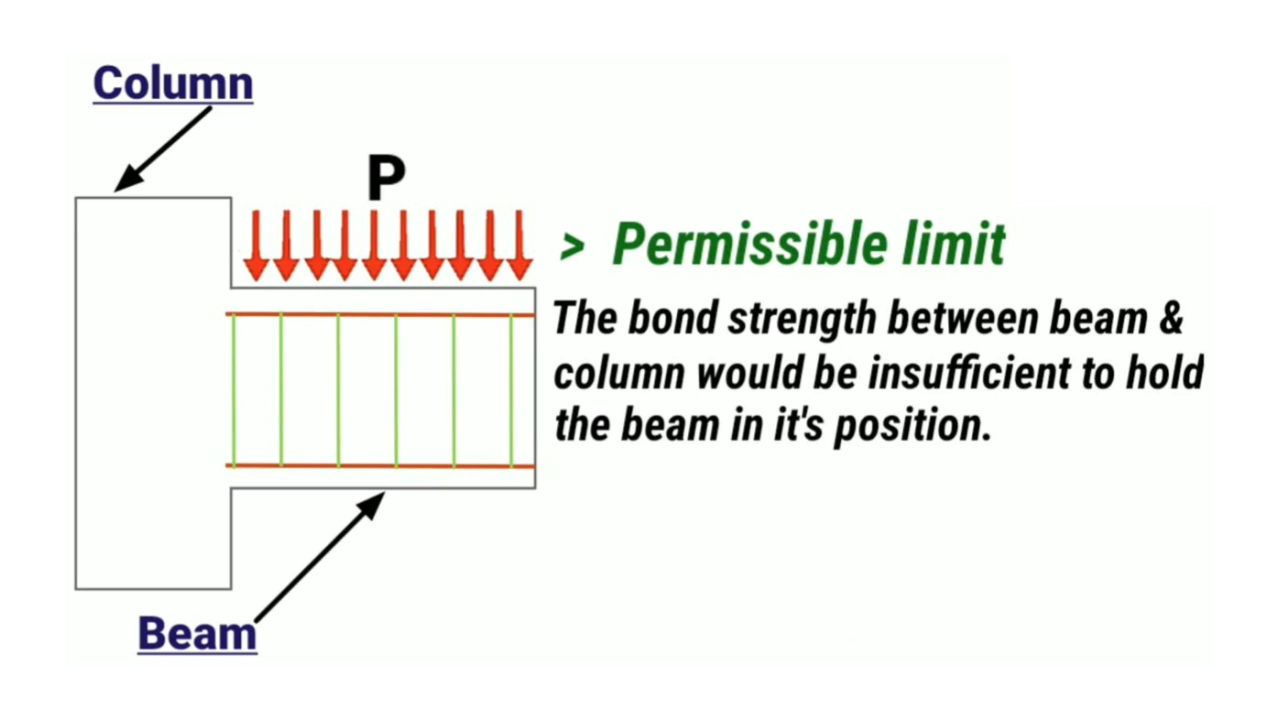 Column
P
> Permissible limit
The bond strength between beam &
column would be insufficient to hold
the beam in it's position.
Beam